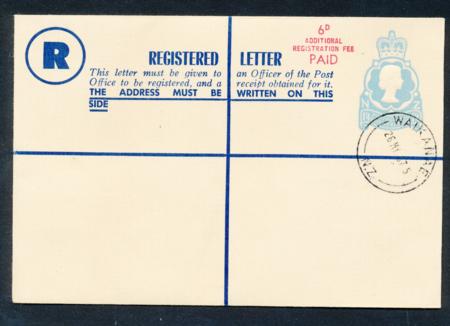 R
REGISTERED LETTER
This letter must be given to an Officer of the Post
Office to be registered, and a receipt obtained for it.
THE ADDRESS MUST BE WRITTEN ON THIS
SIDE
6D
ADDITIONAL
REGISTRATION FEE
PAID
N Z
WAIKANAE
N.Z.